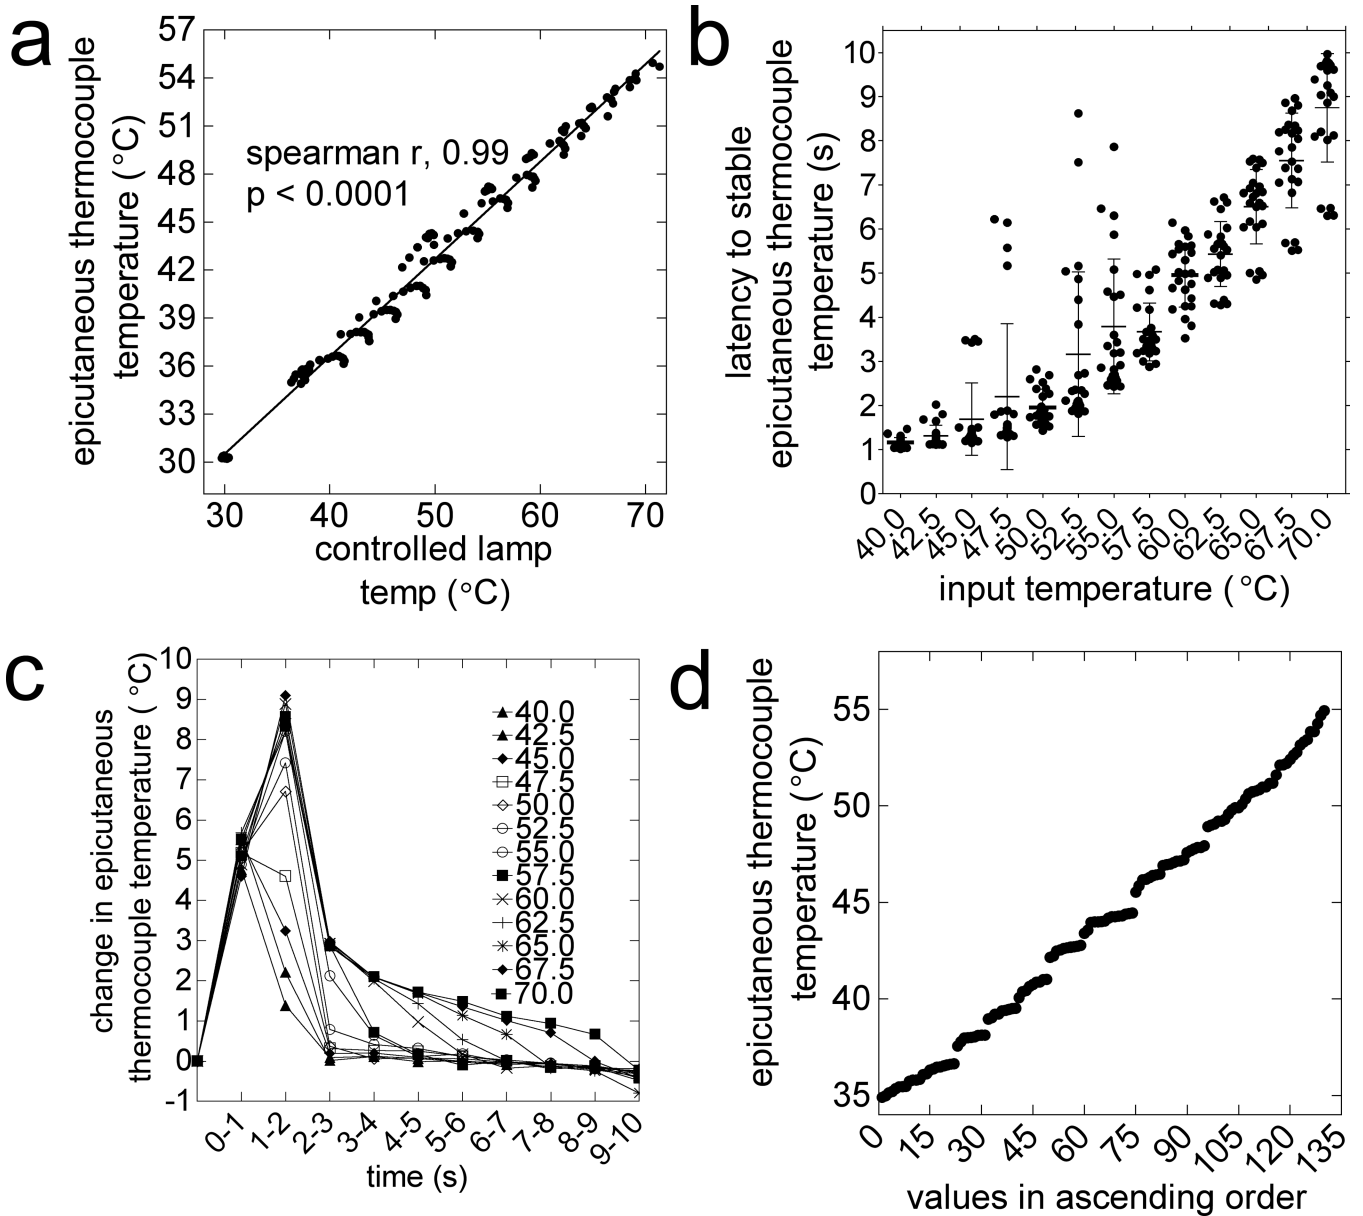 a
57
54
51
48
45
42
39
36
33
30
epicutaneous thermocouple
temperature (°C)
spearman r, 0.99
p < 0.0001
30 40 50 60 70
controlled lamp
temp (°C)
b
10
9
8
7
6
5
4
3
2
1
0
latency to stable
epicutaneous thermocouple
temperature (s)
40.0 42.5 45.0 47.5 50.0 52.5 55.0 57.5 60.0 62.5 65.0 67.5 70.0
input temperature (°C)
c
10
9
8
7
6
5
4
3
2
1
0
-1
change in epicutaneous
thermocouple temperature (°C)
40.0
42.5
45.0
47.5
50.0
52.5
55.0
57.5
60.0
62.5
65.0
67.5
70.0
0-1 1-2 2-3 3-4 4-5 5-6 6-7 7-8 8-9 9-10
time (s)
d
55
50
45
40
35
epicutaneous thermocouple
temperature (°C)
0 15 30 45 60 75 90 105 120 135
values in ascending order